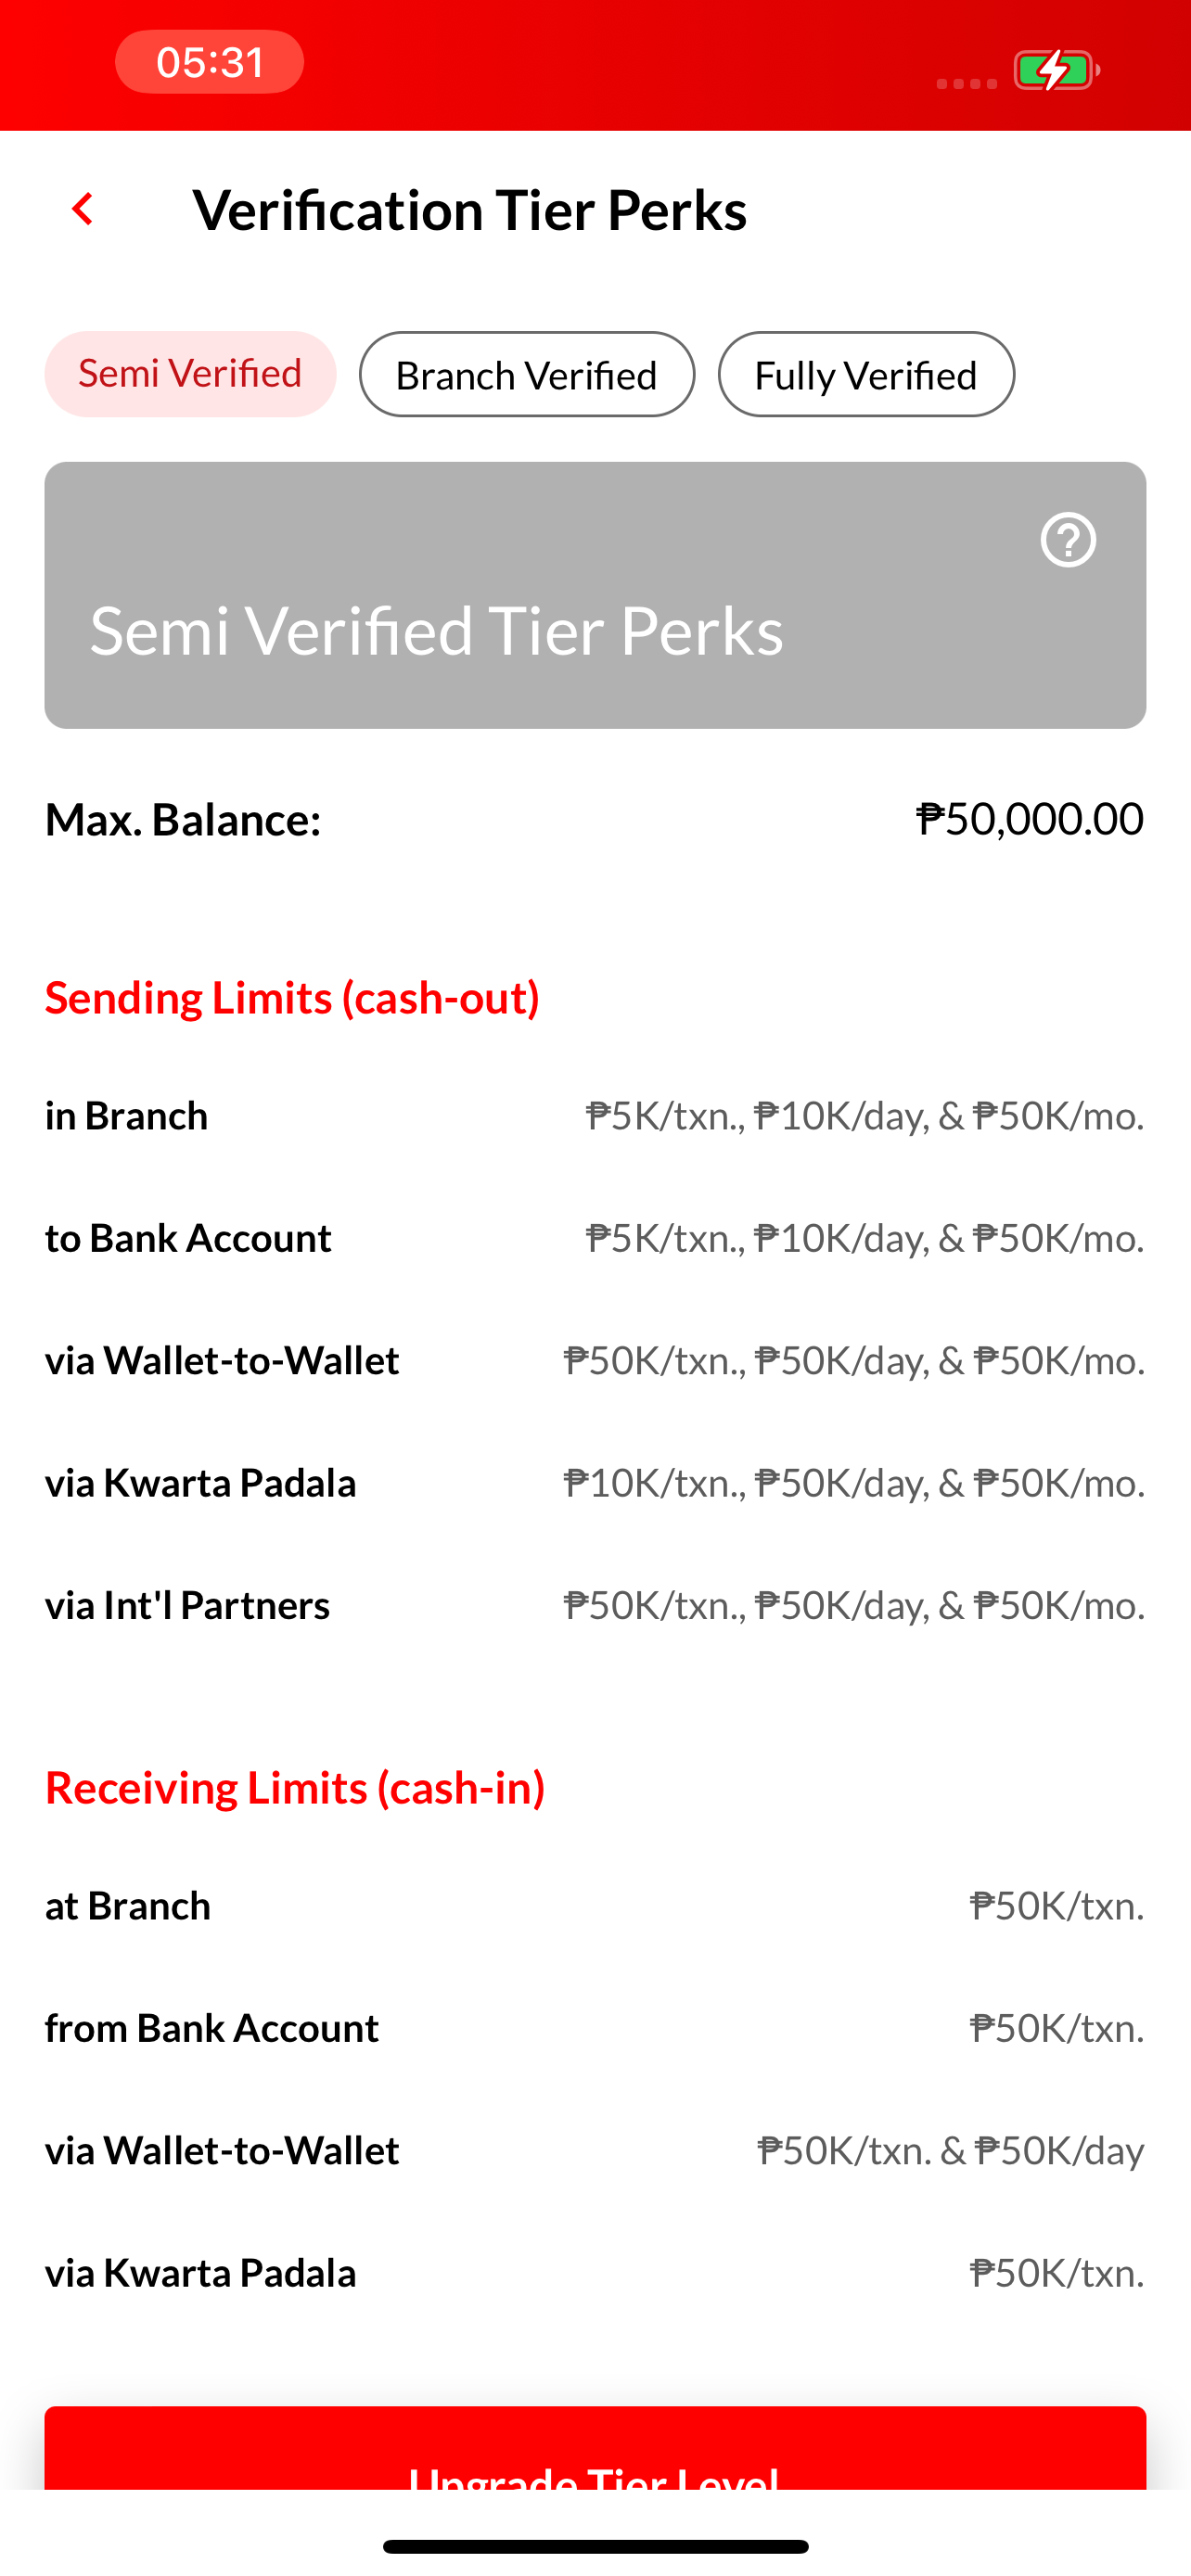 05:31
Verification Tier Perks
Semi Verified Branch Verified Fully Verified
Semi Verified Tier Perks
Max. Balance: ₱50,000.00
Sending Limits (cash-out)
in Branch ₱5K/txn., ₱10K/day, & ₱50K/mo.
to Bank Account ₱5K/txn., ₱10K/day, & ₱50K/mo.
via Wallet-to-Wallet ₱50K/txn., ₱50K/day, & ₱50K/mo.
via Kwarta Padala ₱10K/txn., ₱50K/day, & ₱50K/mo.
via Int'l Partners ₱50K/txn., ₱50K/day, & ₱50K/mo.
Receiving Limits (cash-in)
at Branch ₱50K/txn.
from Bank Account ₱50K/txn.
via Wallet-to-Wallet ₱50K/txn. & ₱50K/day
via Kwarta Padala ₱50K/txn.
Upgrade Tier Level